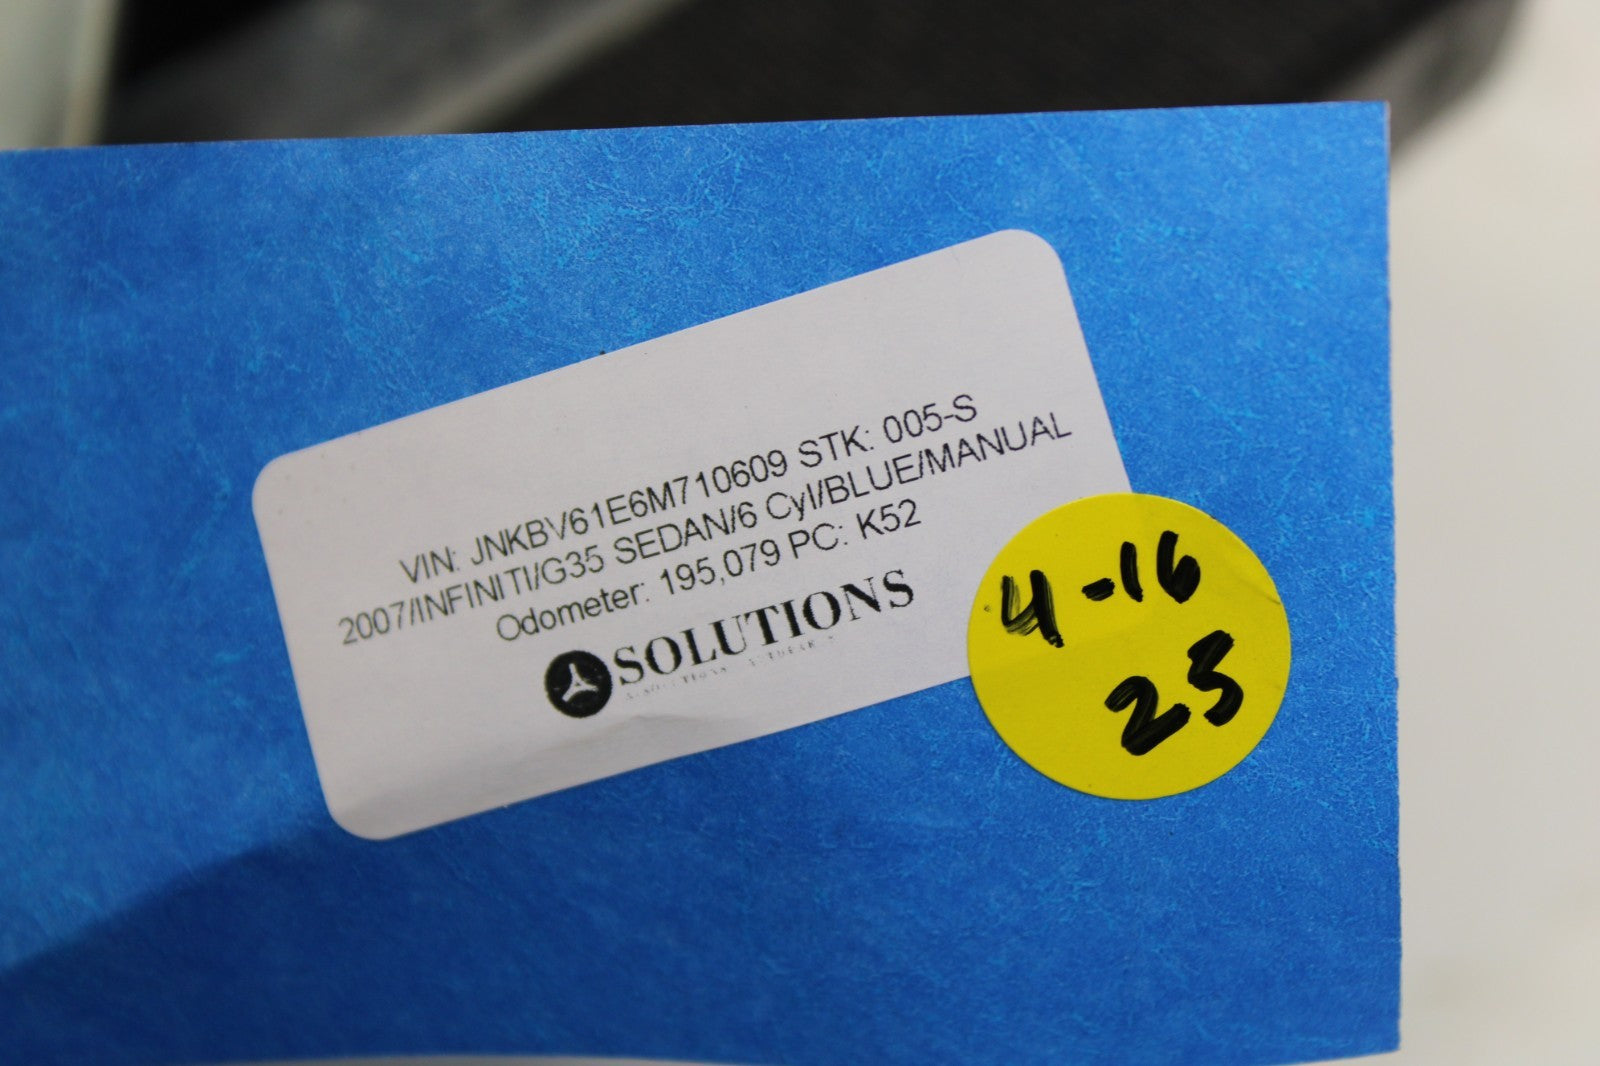 VIN: JNKBV61E6M710609 STK: 005-S
2007/INFINITI/G35 SEDAN/6 Cyl/BLUE/MANUAL
Odometer: 195,079 PC: K52
SOLUTIONS
4-16
25